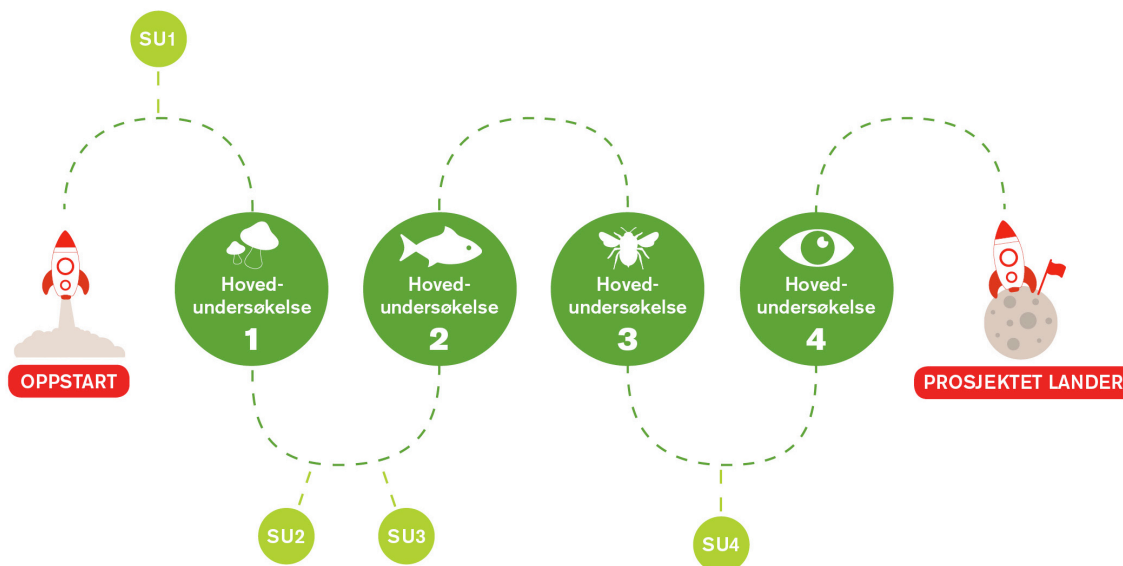 SU1
OPPSTART
Hoved-
undersøkelse
1
Hoved-
undersøkelse
2
Hoved-
undersøkelse
3
Hoved-
undersøkelse
4
PROSJEKTET LANDER
SU2
SU3
SU4